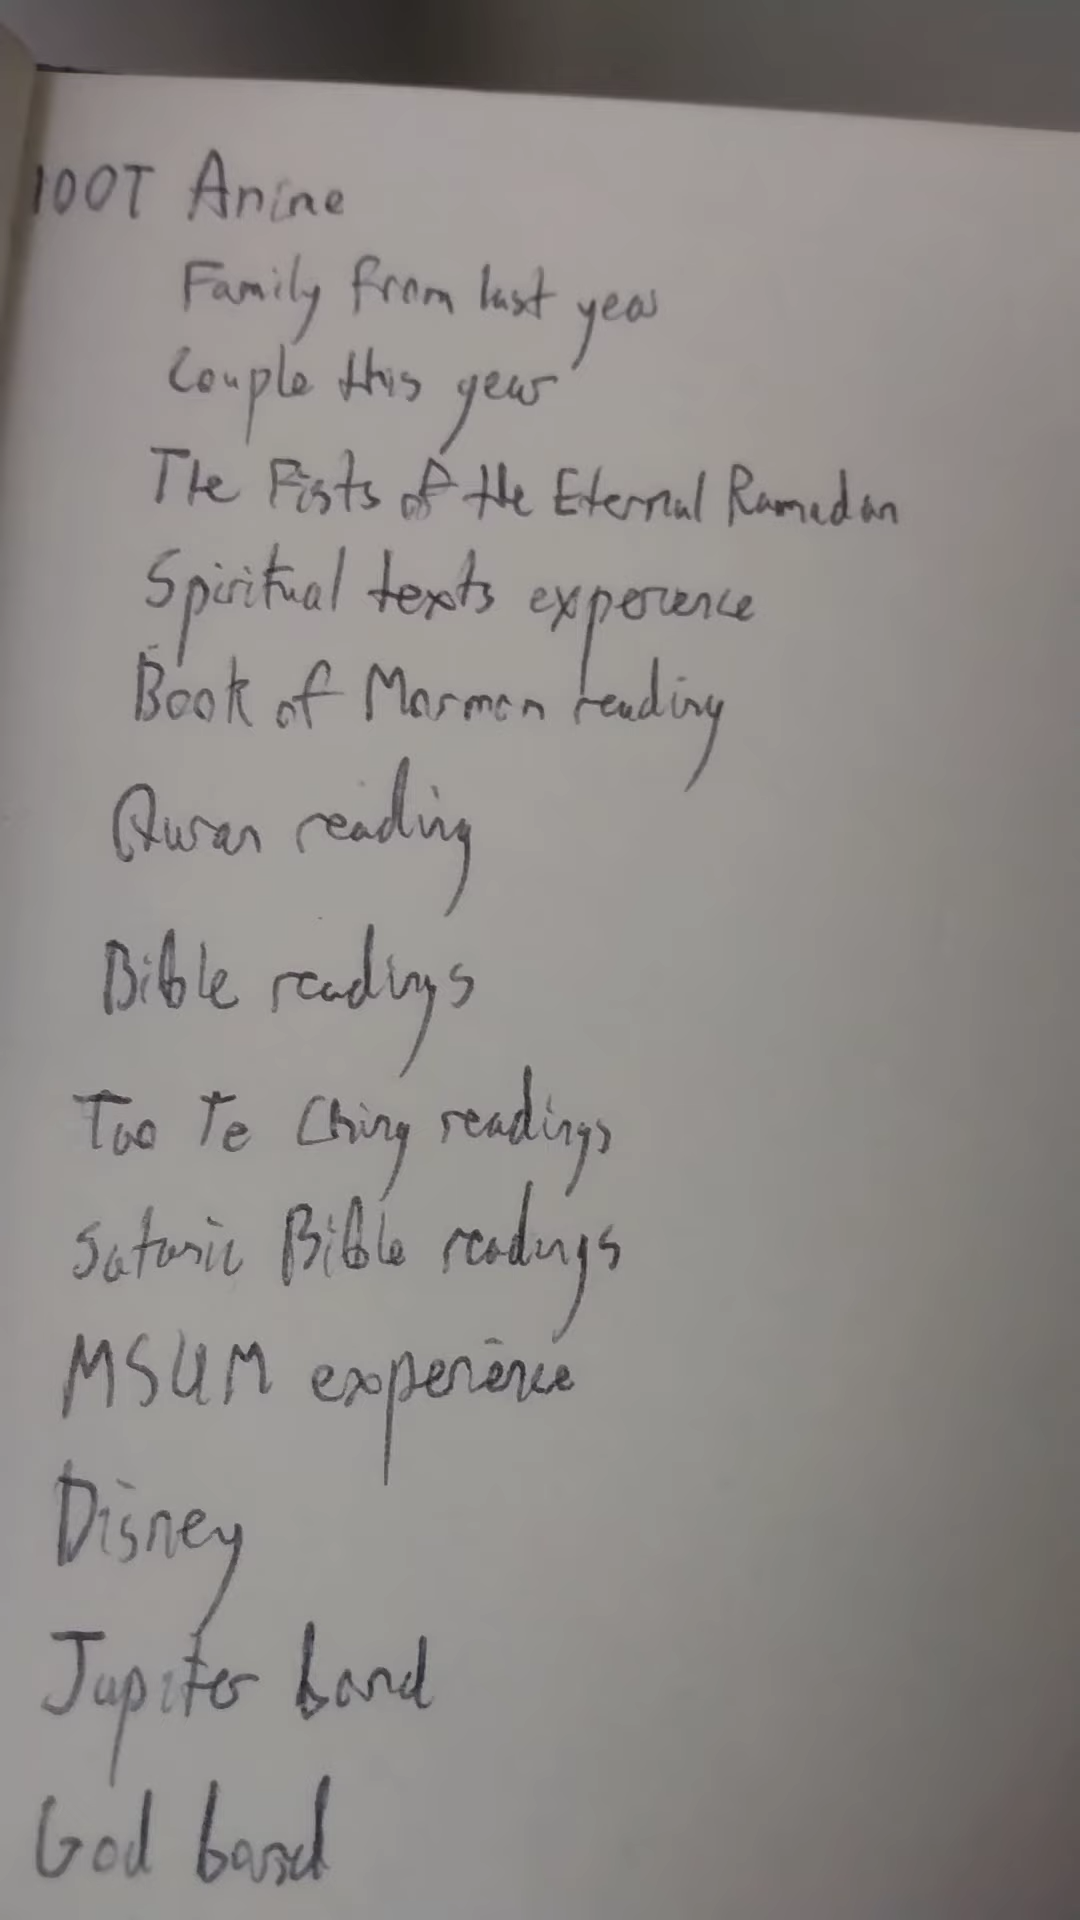 100T Anime
Family from last year
Couple this year
The Fists of the Eternal Ramadan
Spiritual texts experience
Book of Mormon reading
Quran reading
Bible readings
Tao Te Ching readings
Satanic Bible readings
MSUM experience
Disney
Jupiter band
God band